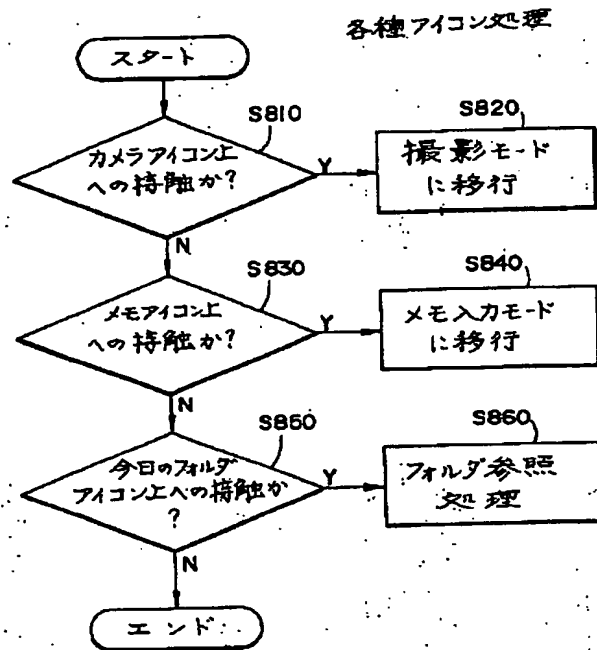 各種アイコン処理
スタート
S810
カメラアイコン上
への接触か?
Y
N
S820
撮影モード
に移行
S830
メモアイコン上
への接触か?
Y
N
S840
メモ入力モード
に移行
S850
今日のフォルダ
アイコン上への接触か
?
Y
N
S860
フォルダ参照
処理
エンド